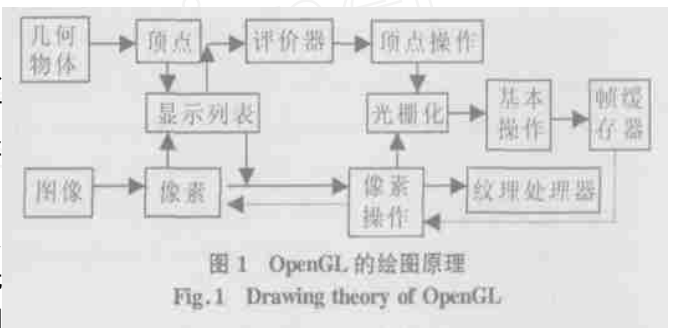 几何
物体
顶点
评价器
顶点操作
显示列表
光栅化
基本
操作
帧缓
存器
图像
像素
像素
操作
纹理处理器
图 1 OpenGL 的绘图原理
Fig.1 Drawing theory of OpenGL